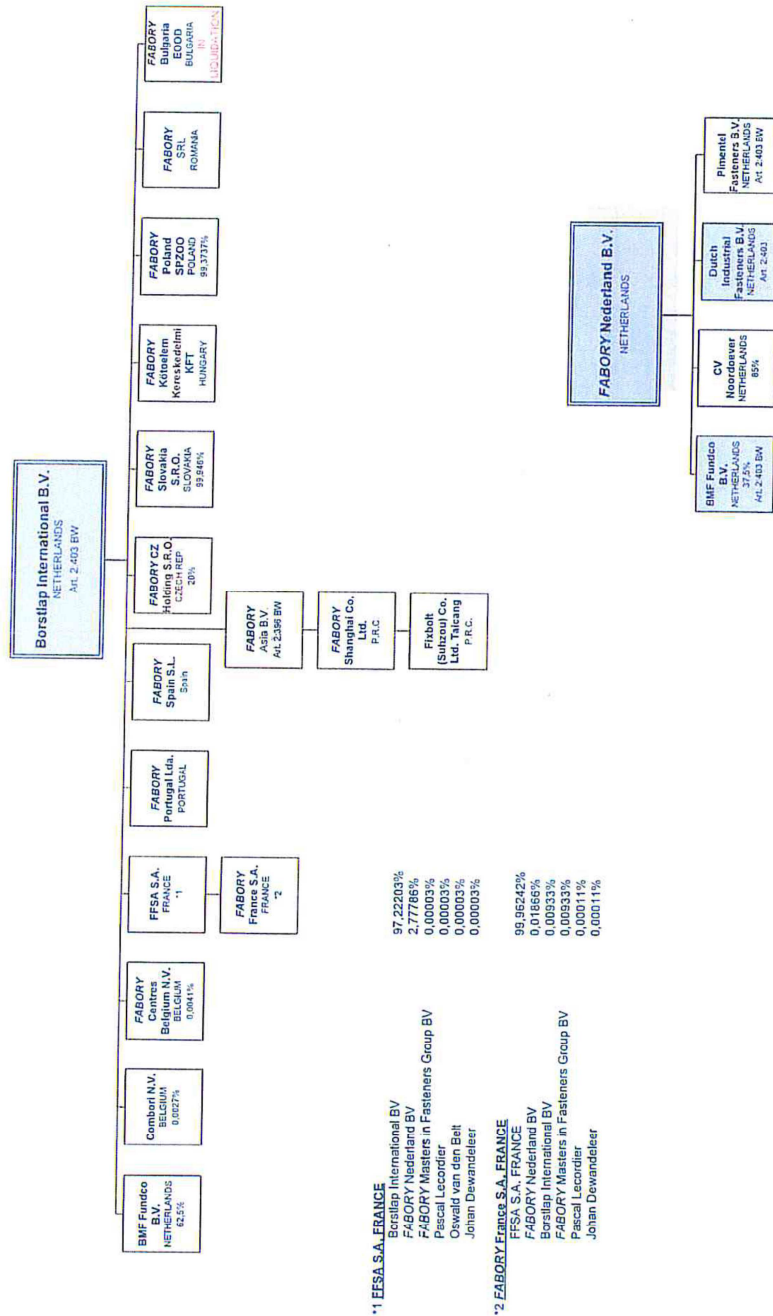 Borstlap International B.V.
NETHERLANDS
Art. 2:403 BW
BMF Fundco
B.V.
NETHERLANDS
62,5%
Combori N.V.
BELGIUM
0,0027%
FABORY
Centres
Belgium N.V.
BELGIUM
0,0041%
FFSA S.A.
FRANCE
*1
FABORY
France S.A.
FRANCE
*2
FABORY
Portugal Lda.
PORTUGAL
FABORY
Spain S.L.
Spain
FABORY CZ
Holding S.R.O.
CZECH REP
20%
FABORY
Slovakia
S.R.O.
SLOVAKIA
99,946%
FABORY
Kötoelem
Kereskedelmi
KFT
HUNGARY
FABORY
Poland
SPZOO
POLAND
99,3737%
FABORY
SRL
ROMANIA
FABORY
Bulgaria
EOOD
BULGARIA
IN
LIQUIDATION
FABORY
Asia B.V.
Art. 2:396 BW
FABORY
Shanghai Co.
Ltd.
P.R.C.
Fixbolt
(Suhzou) Co.
Ltd. Taicang
P.R.C.
*1 FFSA S.A. FRANCE
Borstlap International BV 97,22203%
FABORY Nederland BV 2,77786%
FABORY Masters in Fasteners Group BV 0,00003%
Pascal Lecordier 0,00003%
Oswald van den Belt 0,00003%
Johan Dewandeleer 0,00003%
*2 FABORY France S.A. FRANCE
FFSA S.A. FRANCE 99,96242%
FABORY Nederland BV 0,01866%
Borstlap International BV 0,00933%
FABORY Masters in Fasteners Group BV 0,00933%
Pascal Lecordier 0,00011%
Johan Dewandeleer 0,00011%
FABORY Nederland B.V.
NETHERLANDS
BMF Fundco
B.V.
NETHERLANDS
37,5%
Art. 2:403 BW
CV
Noordoever
NETHERLANDS
85%
Dutch
Industrial
Fasteners B.V.
NETHERLANDS
Art. 2:403
Pimentel
Fasteners B.V.
NETHERLANDS
Art. 2:403 BW